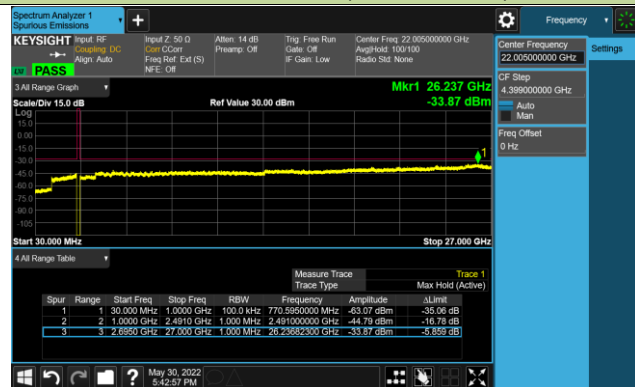 Spectrum Analyzer 1
Spurious Emissions
Frequency
KEYSIGHT
Input: RF
Coupling: DC
Align: Auto
Input Z: 50 Ω
Corr CCorr
Freq Ref: Ext (S)
NFE: Off
Atten: 14 dB
Preamp: Off
Trig: Free Run
Gate: Off
IF Gain: Low
Center Freq: 22.005000000 GHz
Avg|Hold: 100/100
Radio Std: None
PASS
Center Frequency
22.005000000 GHz
Settings
CF Step
4.399000000 GHz
Auto
Man
Freq Offset
0 Hz
3 All Range Graph
Mkr1 26.237 GHz
Scale/Div 15.0 dB
Ref Value 30.00 dBm
-33.87 dBm
Log
15.0
0.00
-15.0
-30.0
-45.0
-60.0
-75.0
-90.0
-105
1
Start 30.000 MHz
Stop 27.000 GHz
4 All Range Table
Measure Trace Trace 1
Trace Type Max Hold (Active)
Spur Range Start Freq Stop Freq RBW Frequency Amplitude ΔLimit
1 1 30.000 MHz 1.0000 GHz 100.0 kHz 770.5950000 MHz -63.07 dBm -35.06 dB
2 2 1.0000 GHz 2.4910 GHz 1.000 MHz 2.491000000 GHz -44.79 dBm -16.78 dB
3 3 2.6950 GHz 27.000 GHz 1.000 MHz 26.23682300 GHz -33.87 dBm -5.859 dB
?
May 30, 2022
5:42:57 PM